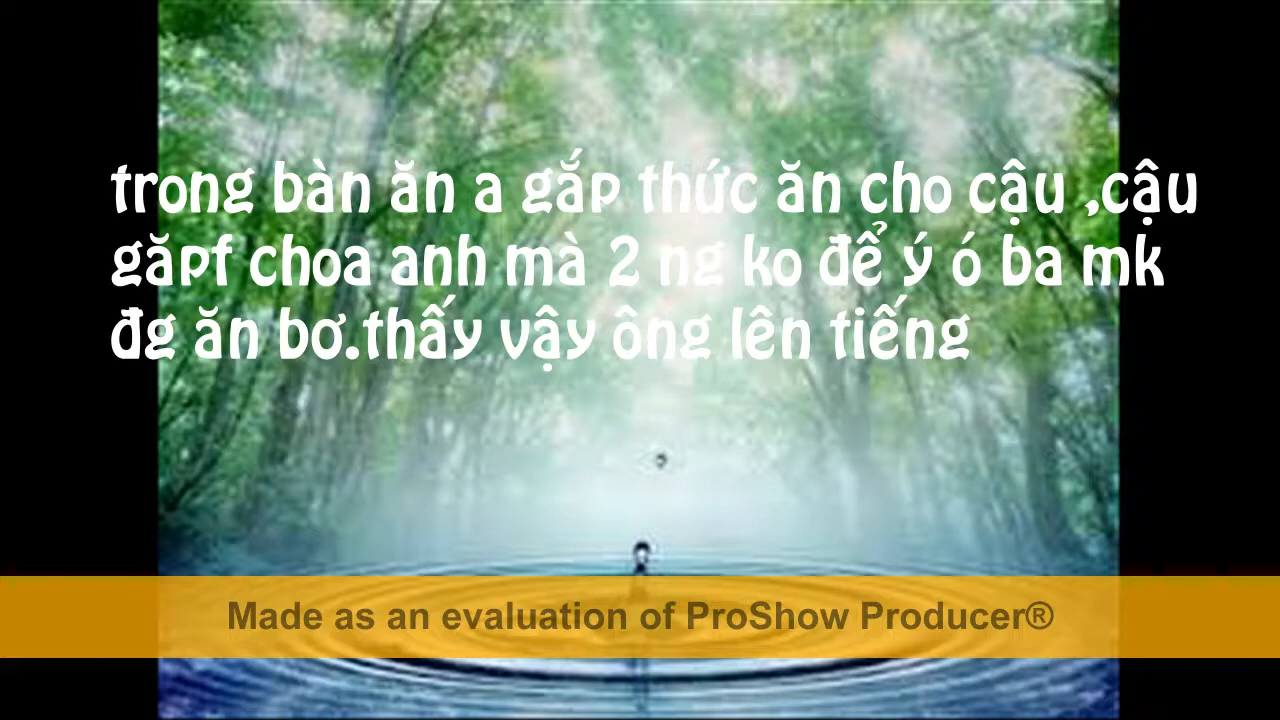 trong bàn ăn a gắp thức ăn cho cậu ,cậu
găpf choa anh mà 2 ng ko để ý ó ba mk
đg ăn bơ.thấy vậy ông lên tiếng
Made as an evaluation of ProShow Producer®